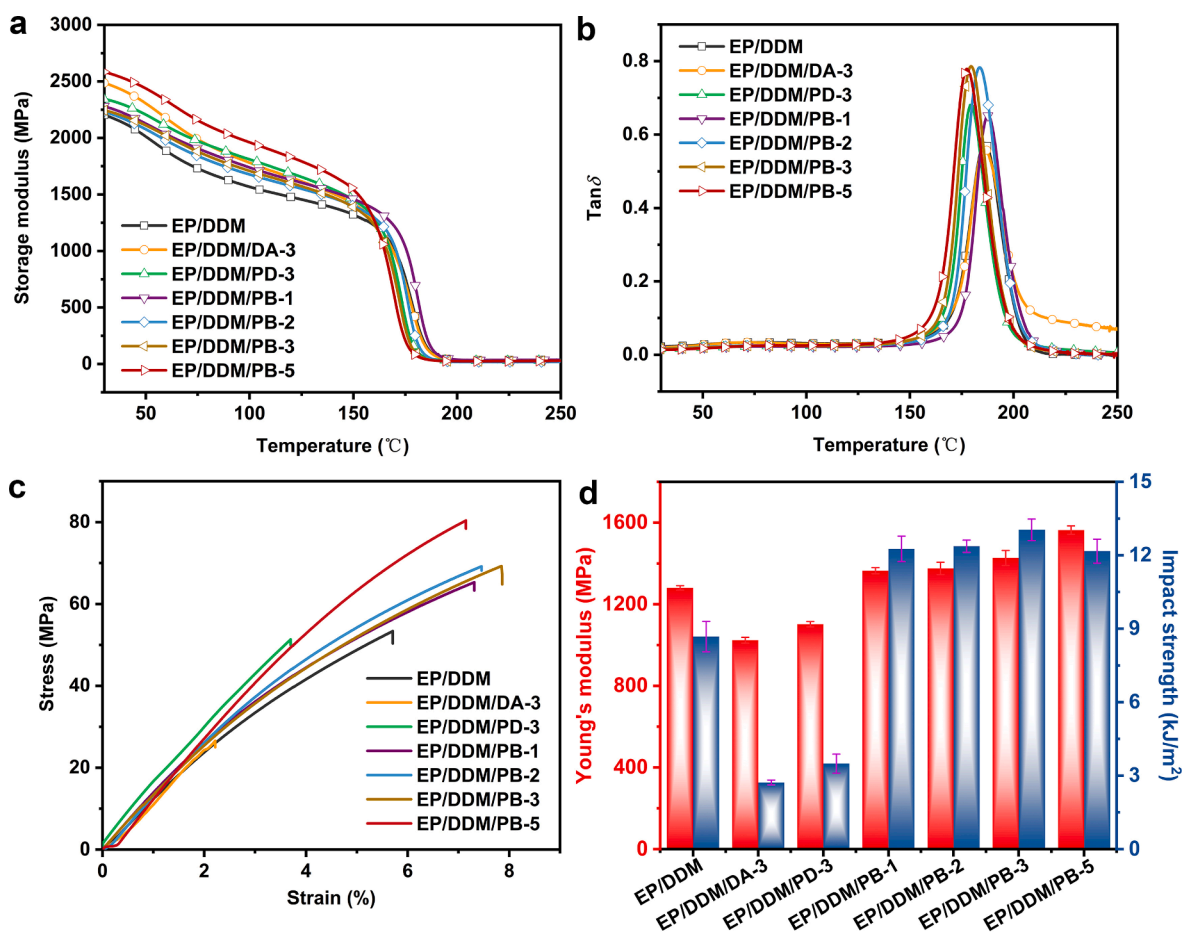 a
Storage modulus (MPa)
3000
2500
2000
1500
1000
500
0
EP/DDM
EP/DDM/DA-3
EP/DDM/PD-3
EP/DDM/PB-1
EP/DDM/PB-2
EP/DDM/PB-3
EP/DDM/PB-5
50 100 150 200 250
Temperature (℃)
b
Tanδ
0.8
0.6
0.4
0.2
0.0
EP/DDM
EP/DDM/DA-3
EP/DDM/PD-3
EP/DDM/PB-1
EP/DDM/PB-2
EP/DDM/PB-3
EP/DDM/PB-5
50 100 150 200 250
Temperature (℃)
c
Stress (MPa)
80
60
40
20
0
EP/DDM
EP/DDM/DA-3
EP/DDM/PD-3
EP/DDM/PB-1
EP/DDM/PB-2
EP/DDM/PB-3
EP/DDM/PB-5
0 2 4 6 8
Strain (%)
d
Young's modulus (MPa)
1600
1200
800
400
0
15
12
9
6
3
0
Impact strength (kJ/m²)
EP/DDM
EP/DDM/DA-3
EP/DDM/PD-3
EP/DDM/PB-1
EP/DDM/PB-2
EP/DDM/PB-3
EP/DDM/PB-5